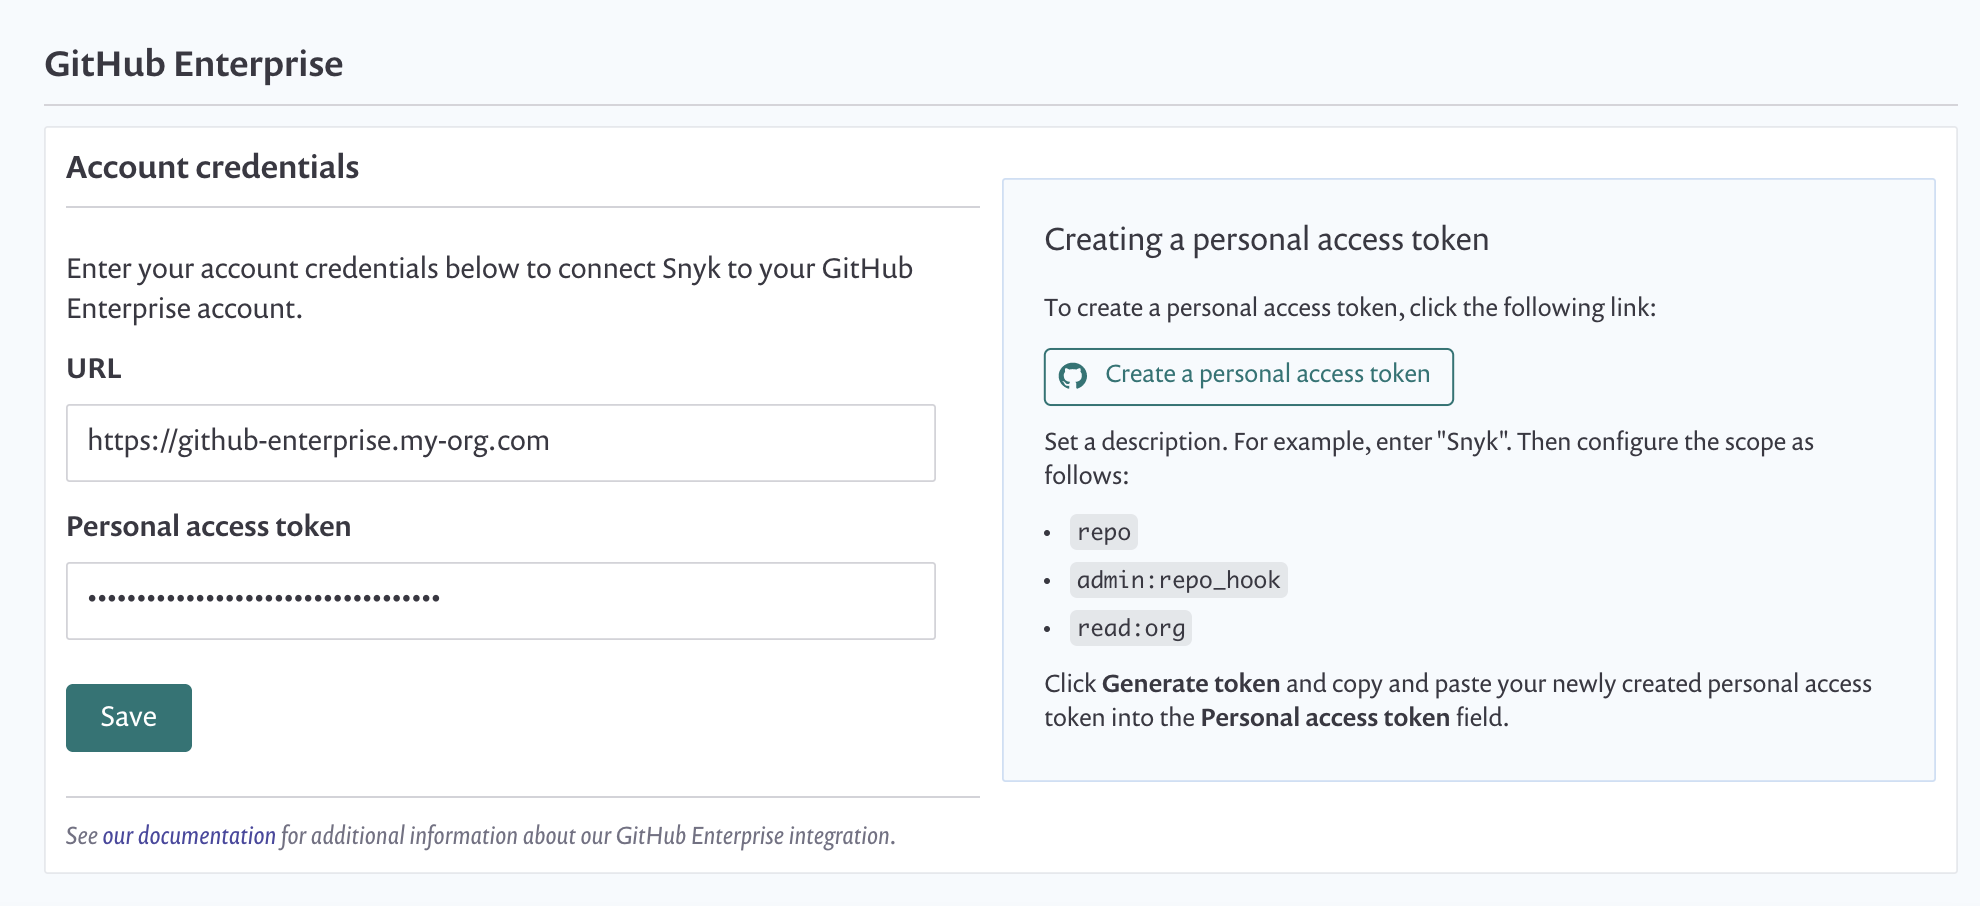 GitHub Enterprise
Account credentials
Enter your account credentials below to connect Snyk to your GitHub
Enterprise account.
URL
https://github-enterprise.my-org.com
Personal access token
••••••••••••••••••••••••••••••••••••
Save
See our documentation for additional information about our GitHub Enterprise integration.
Creating a personal access token
To create a personal access token, click the following link:
Create a personal access token
Set a description. For example, enter "Snyk". Then configure the scope as
follows:
• repo
• admin:repo_hook
• read:org
Click Generate token and copy and paste your newly created personal access
token into the Personal access token field.